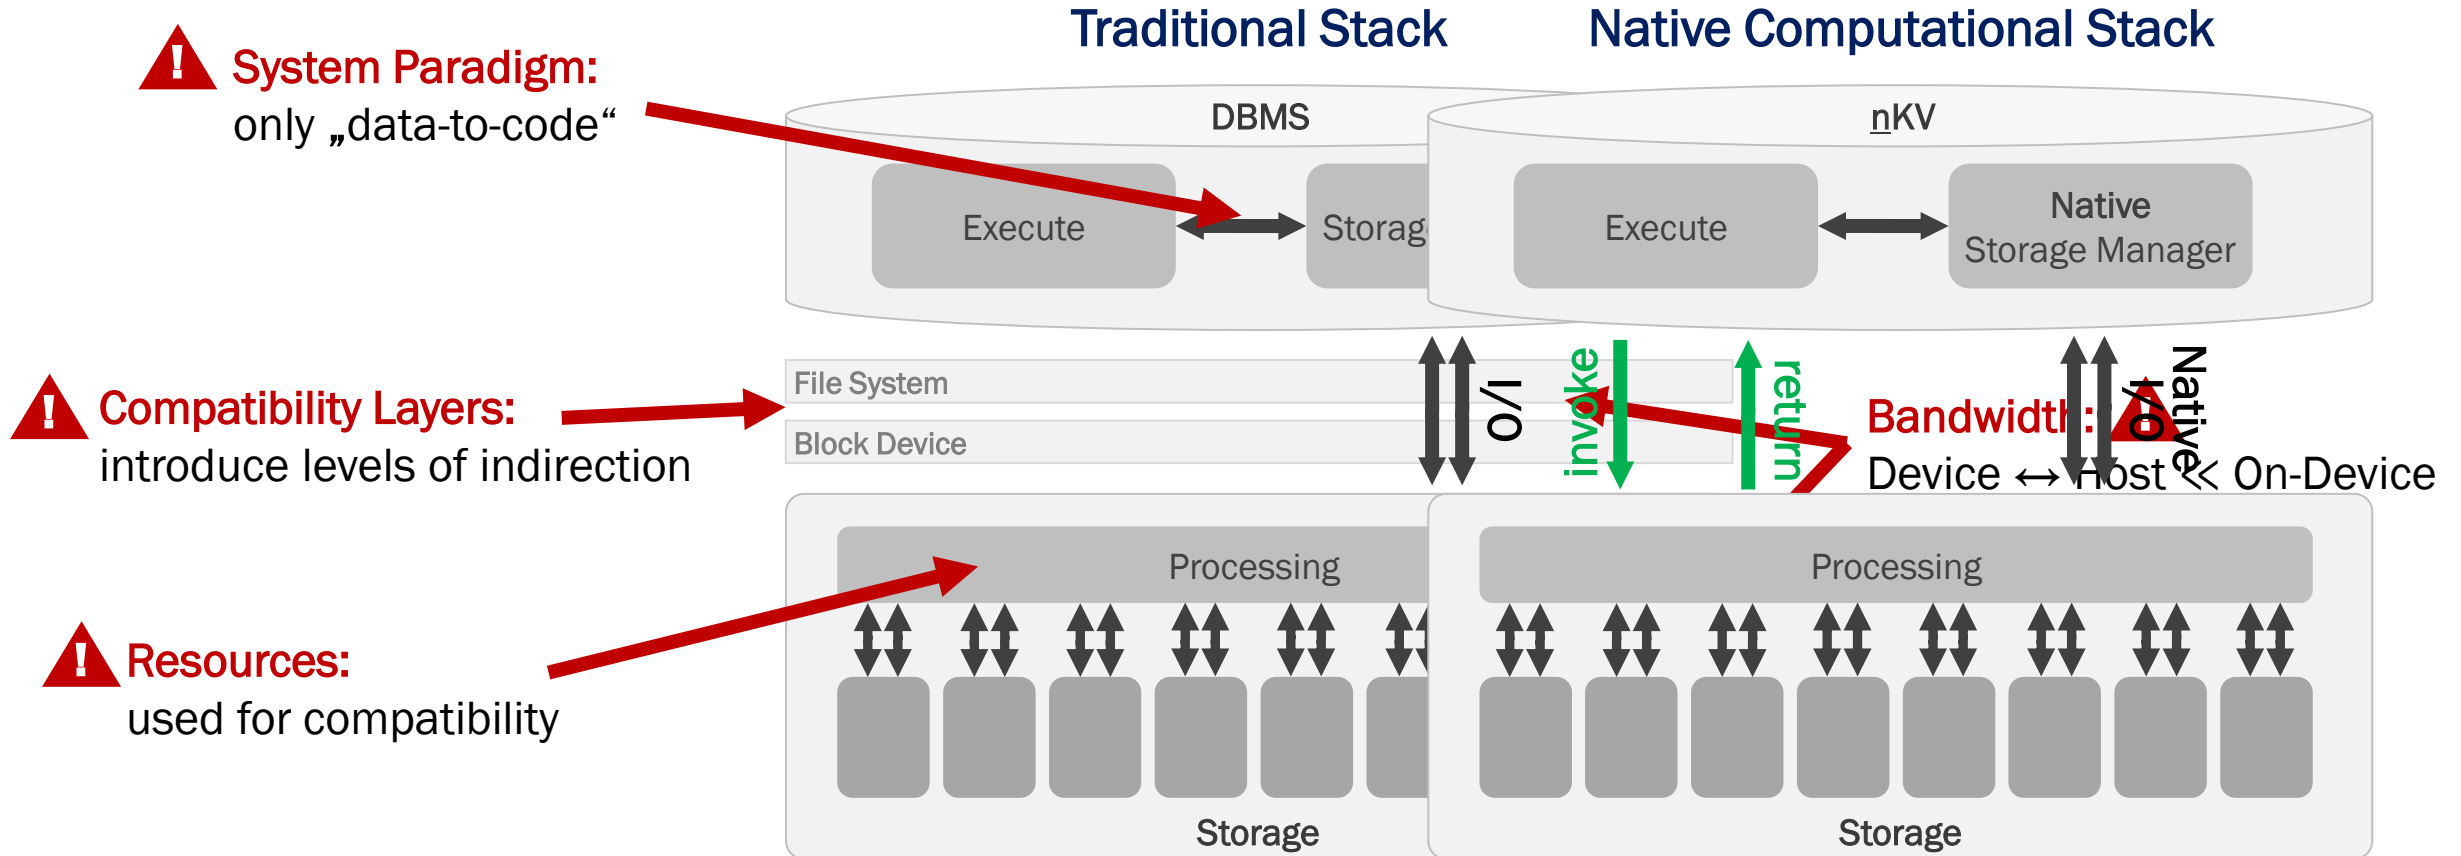 Traditional Stack
Native Computational Stack
!
System Paradigm:
only „data-to-code“
DBMS
nKV
Execute
Storag
Execute
Native
Storage Manager
!
Compatibility Layers:
introduce levels of indirection
File System
Block Device
I/O
invoke
return
Native
I/O
Bandwidth:
Device ↔ Host ≪ On-Device
Processing
Processing
!
Resources:
used for compatibility
Storage
Storage